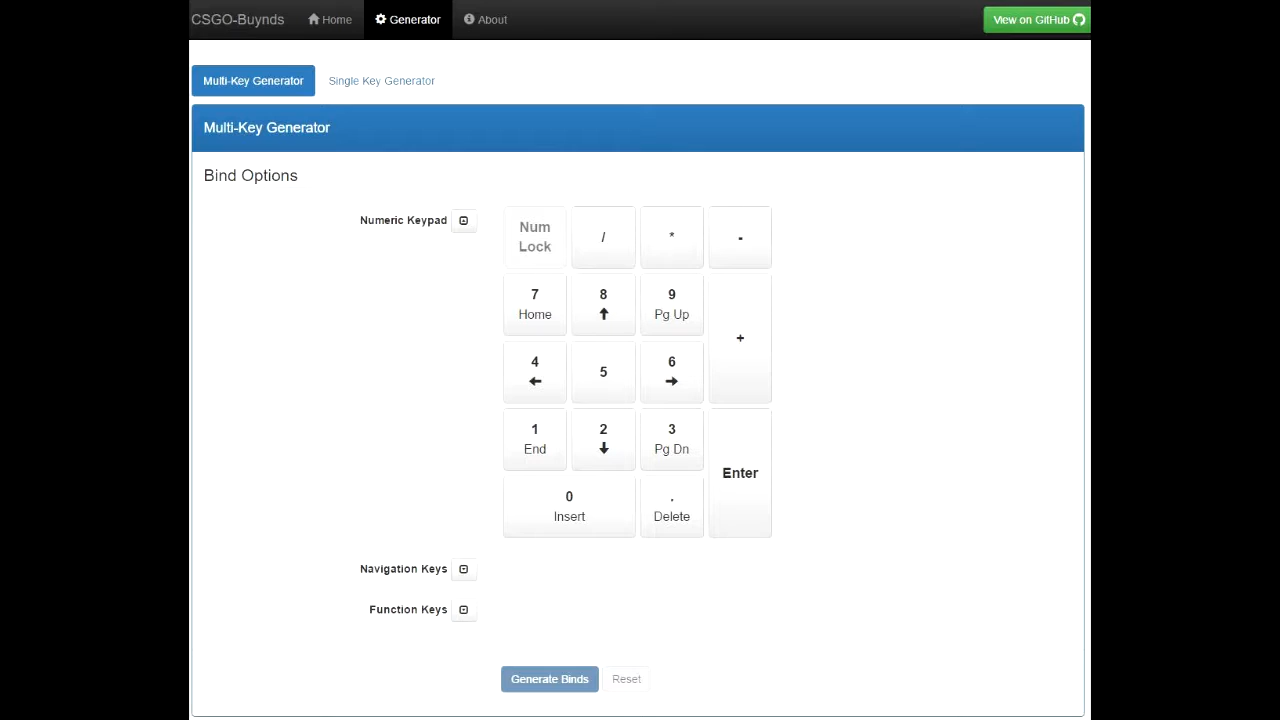 CSGO-Buynds Home Generator About View on GitHub
Multi-Key Generator Single Key Generator
Multi-Key Generator
Bind Options
Numeric Keypad
Num Lock / * -
7 Home 8 9 Pg Up
+
4 5 6
1 End 2 3 Pg Dn
Enter
0 Insert . Delete
Navigation Keys
Function Keys
Generate Binds Reset